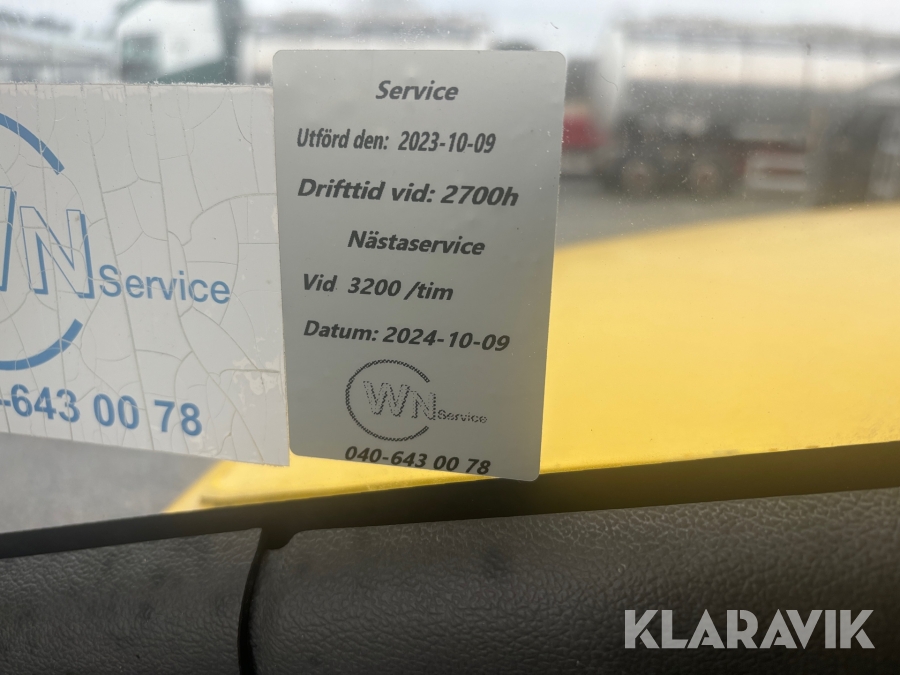 WN Service
-643 00 78
Service
Utförd den: 2023-10-09
Drifttid vid: 2700h
Nästaservice
Vid 3200 /tim
Datum: 2024-10-09
WN Service
040-643 00 78
KLARAVIK